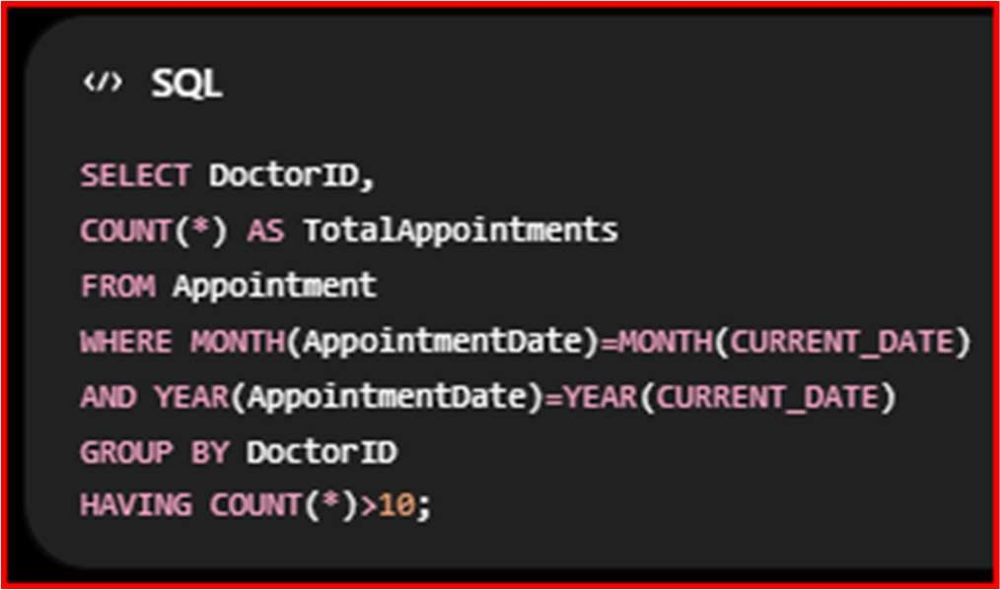 </> SQL
SELECT DoctorID,
COUNT(*) AS TotalAppointments
FROM Appointment
WHERE MONTH(AppointmentDate)=MONTH(CURRENT_DATE)
AND YEAR(AppointmentDate)=YEAR(CURRENT_DATE)
GROUP BY DoctorID
HAVING COUNT(*)>10;